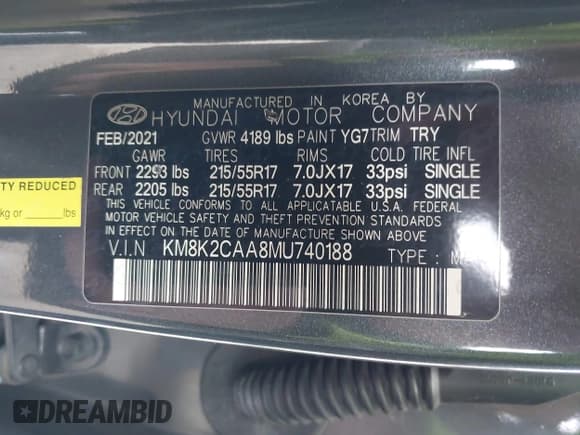 MANUFACTURED IN KOREA BY
HYUNDAI MOTOR COMPANY
FEB/2021 GVWR 4189 lbs PAINT YG7 TRIM TRY
GAWR TIRES RIMS COLD TIRE INFL
FRONT 2293 lbs 215/55R17 7.0JX17 33psi SINGLE
REAR 2205 lbs 215/55R17 7.0JX17 33psi SINGLE
THIS VEHICLE CONFORMS TO ALL APPLICATABLE U.S.A. FEDERAL
MOTOR VEHICLE SAFETY AND THEFT PREVENTION STANDARDS
IN EFFECT ON THE DATE OF MANUFACTURE SHOWN ABOVE.
V.I.N KM8K2CAA8MU740188 TYPE :
TY REDUCED
kg or ______lbs
DREAMBID